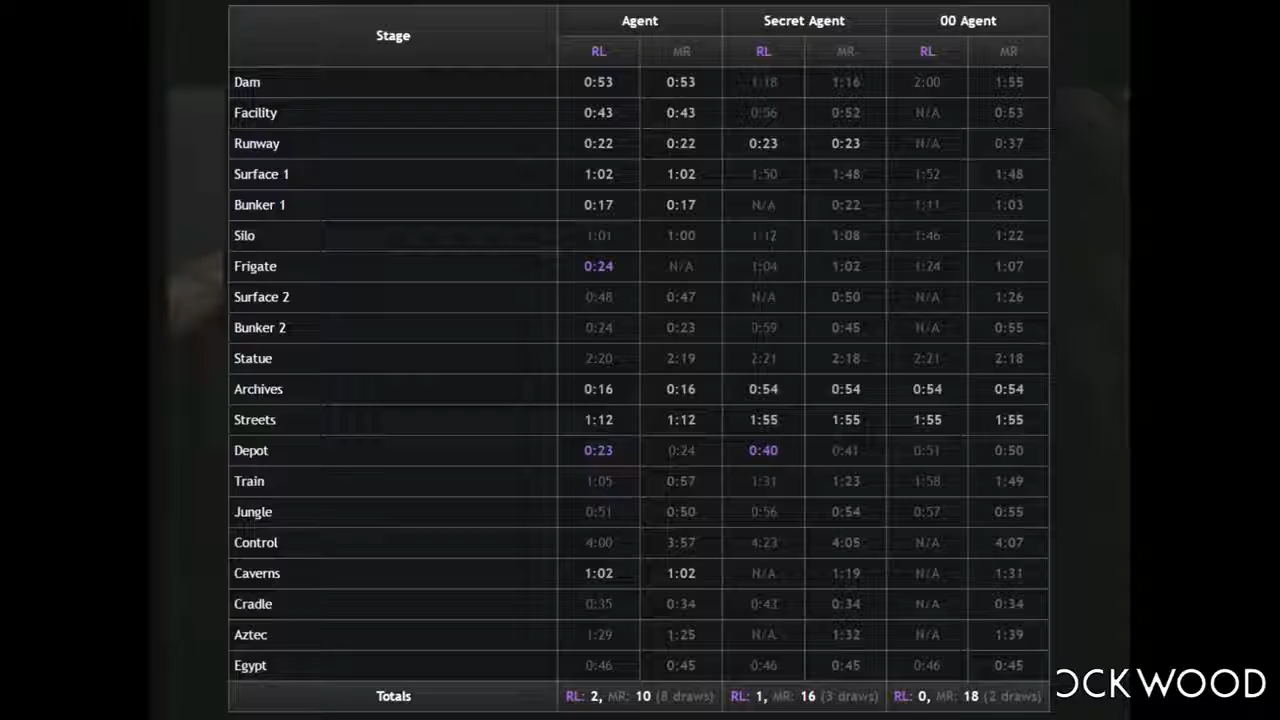 Stage Agent Secret Agent 00 Agent
RL MR RL MR RL MR
Dam 0:53 0:53 1:18 1:16 2:00 1:55
Facility 0:43 0:43 0:56 0:52 N/A 0:53
Runway 0:22 0:22 0:23 0:23 N/A 0:37
Surface 1 1:02 1:02 1:50 1:48 1:52 1:48
Bunker 1 0:17 0:17 N/A 0:22 1:11 1:03
Silo 1:01 1:00 1:12 1:08 1:46 1:22
Frigate 0:24 N/A 1:04 1:02 1:24 1:07
Surface 2 0:48 0:47 N/A 0:50 N/A 1:26
Bunker 2 0:24 0:23 0:59 0:45 N/A 0:55
Statue 2:20 2:19 2:21 2:18 2:21 2:18
Archives 0:16 0:16 0:54 0:54 0:54 0:54
Streets 1:12 1:12 1:55 1:55 1:55 1:55
Depot 0:23 0:24 0:40 0:41 0:51 0:50
Train 1:05 0:57 1:31 1:23 1:58 1:49
Jungle 0:51 0:50 0:56 0:54 0:57 0:55
Control 4:00 3:57 4:23 4:05 N/A 4:07
Caverns 1:02 1:02 N/A 1:19 N/A 1:31
Cradle 0:35 0:34 0:43 0:34 N/A 0:34
Aztec 1:29 1:25 N/A 1:32 N/A 1:39
Egypt 0:46 0:45 0:46 0:45 0:46 0:45
Totals RL: 2, MR: 10 (8 draws) RL: 1, MR: 16 (3 draws) RL: 0, MR: 18 (2 draws)
OCKWOOD